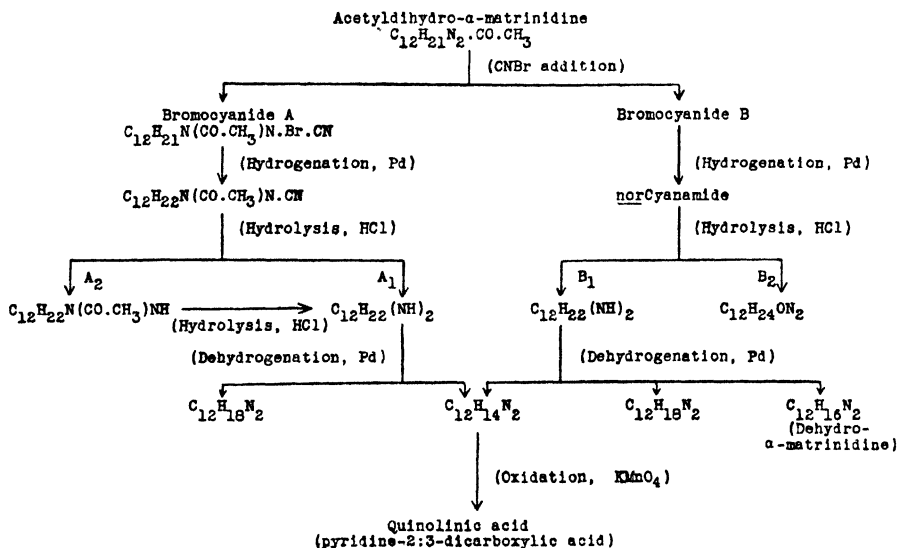 Acetyldihydro-α-matrinidine
C₁₂H₂₁N₂.CO.CH₃
(CNBr addition)
Bromocyanide A
C₁₂H₂₁N(CO.CH₃)N.Br.CN
Bromocyanide B
(Hydrogenation, Pd)
(Hydrogenation, Pd)
C₁₂H₂₂N(CO.CH₃)N.CN
norCyanamide
(Hydrolysis, HCl)
(Hydrolysis, HCl)
A₂ A₁ B₁ B₂
C₁₂H₂₂N(CO.CH₃)NH (Hydrolysis, HCl) C₁₂H₂₂(NH)₂ C₁₂H₂₂(NH)₂ C₁₂H₂₄ON₂
(Dehydrogenation, Pd) (Dehydrogenation, Pd)
C₁₂H₁₈N₂ C₁₂H₁₄N₂ C₁₂H₁₈N₂ C₁₂H₁₆N₂
(Dehydro-
α-matrinidine)
(Oxidation, KMnO₄)
Quinolinic acid
(pyridine-2:3-dicarboxylic acid)